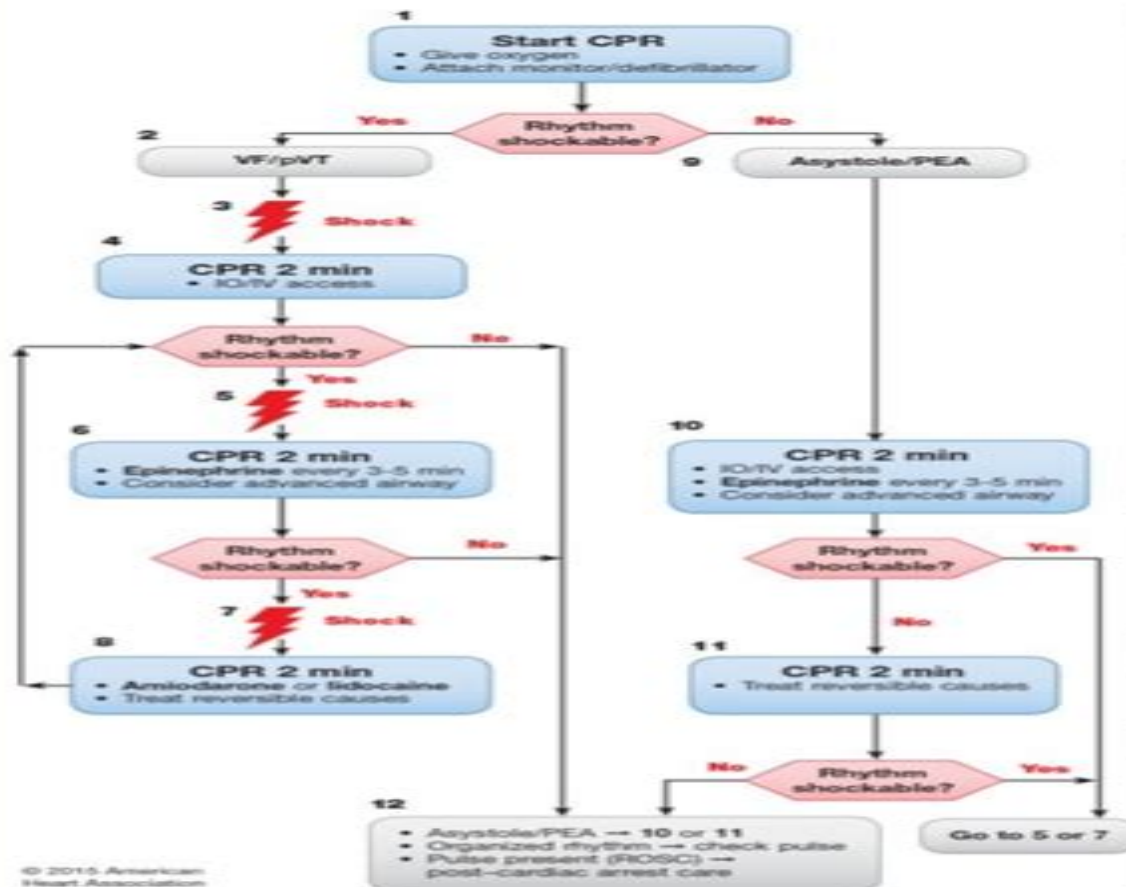 1
Start CPR
• Give oxygen
• Attach monitor/defibrillator
Rhythm
shockable?
Yes
No
2
VF/pVT
9
Asystole/PEA
3
Shock
4
CPR 2 min
• IO/IV access
Rhythm
shockable?
No
Yes
5
Shock
6
CPR 2 min
• Epinephrine every 3-5 min
• Consider advanced airway
10
CPR 2 min
• IO/IV access
• Epinephrine every 3-5 min
• Consider advanced airway
Rhythm
shockable?
No
Yes
Rhythm
shockable?
Yes
No
7
Shock
8
CPR 2 min
• Amiodarone or lidocaine
• Treat reversible causes
11
CPR 2 min
• Treat reversible causes
Rhythm
shockable?
No
Yes
12
• Asystole/PEA → 10 or 11
• Organized rhythm → check pulse
• Pulse present (ROSC) →
post-cardiac arrest care
Go to 5 or 7
© 2015 American
Heart Association